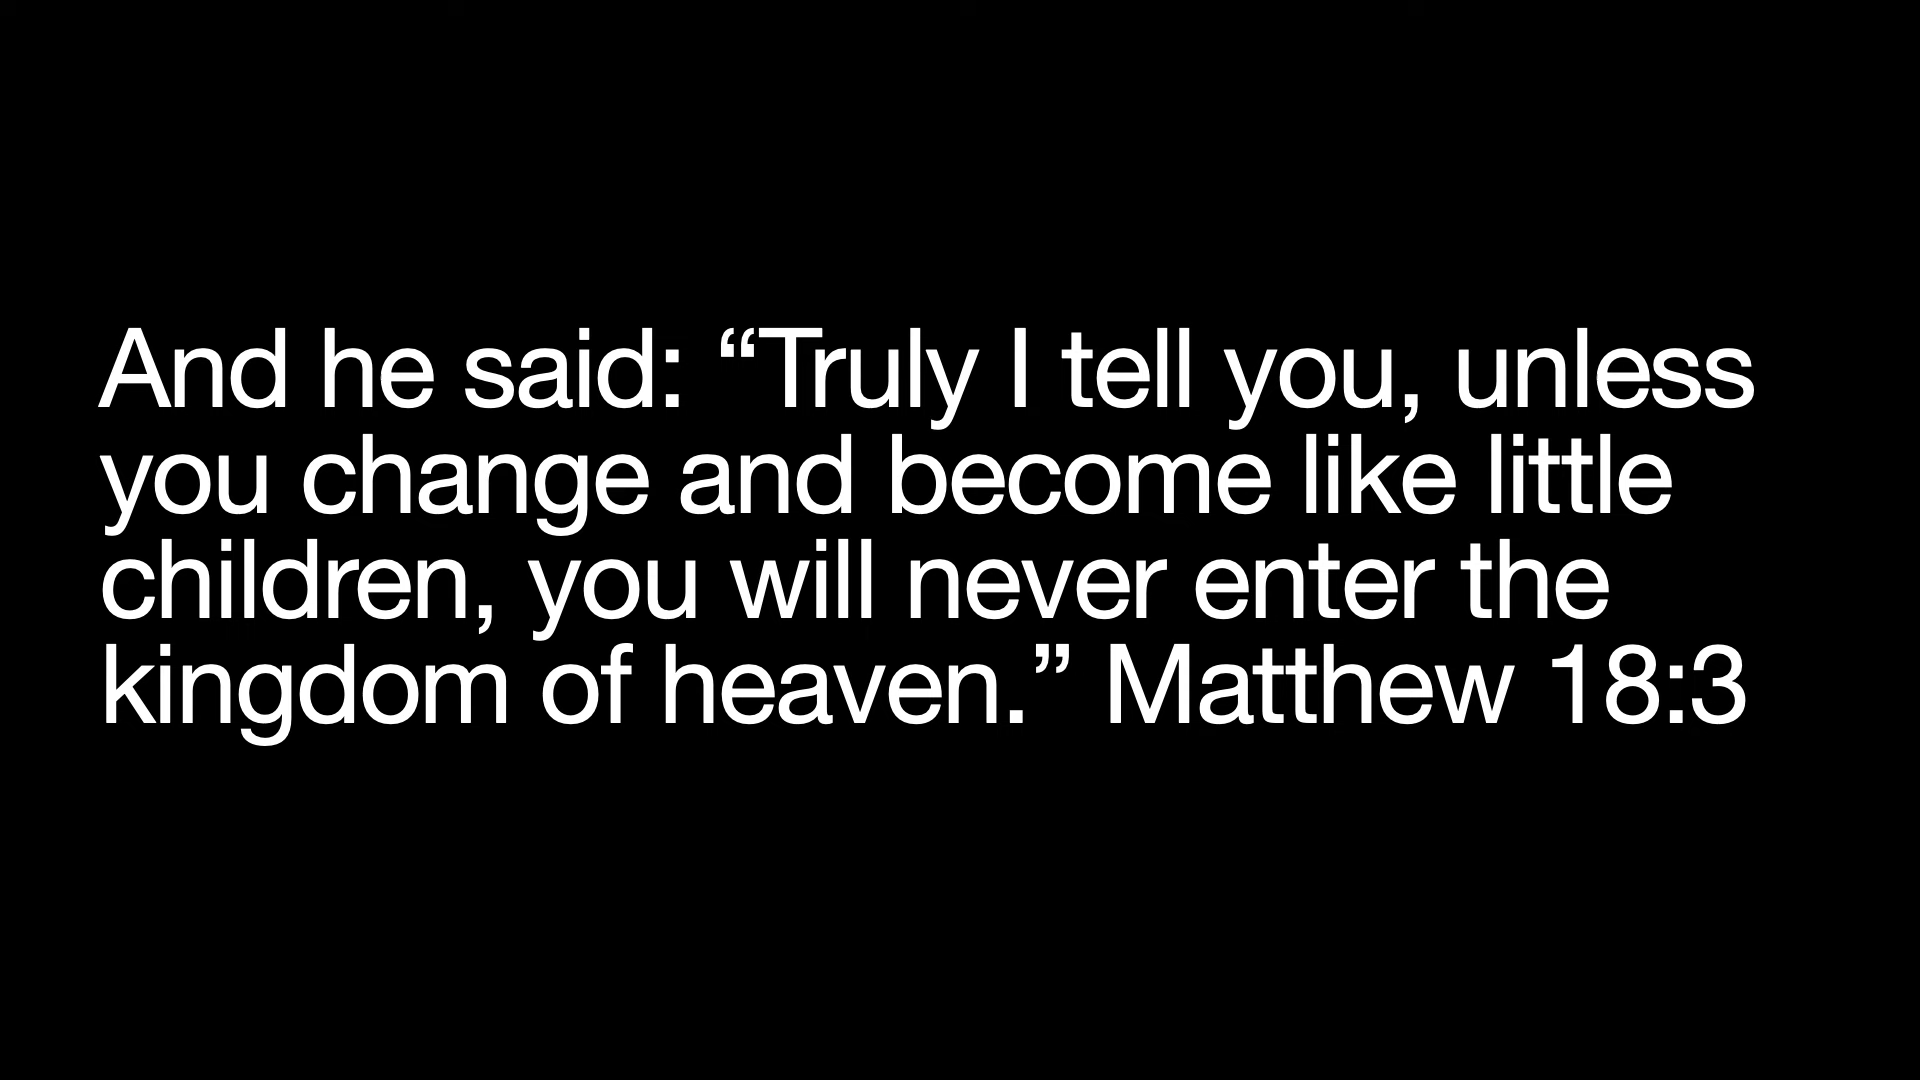 And he said: “Truly I tell you, unless
you change and become like little
children, you will never enter the
kingdom of heaven.” Matthew 18:3